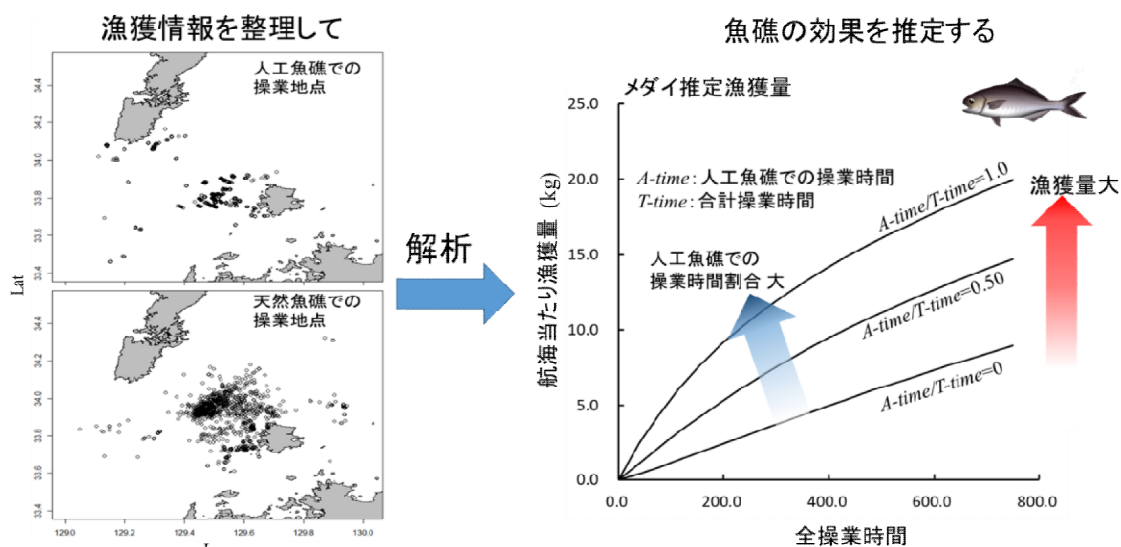 漁獲情報を整理して
人工魚礁での
操業地点
34.4
34.2
34.0
33.8
33.6
33.4
Lat
天然魚礁での
操業地点
34.4
34.2
34.0
33.8
33.6
33.4
129.0
129.2
129.4
129.6
129.8
130.0
解析
魚礁の効果を推定する
メダイ推定漁獲量
25.0
20.0
15.0
10.0
5.0
0.0
航海当たり漁獲量 (kg)
A-time:人工魚礁での操業時間
T-time:合計操業時間
人工魚礁での
操業時間割合 大
A-time/T-time=1.0
A-time/T-time=0.50
A-time/T-time=0
漁獲量大
0.0
200.0
400.0
600.0
800.0
全操業時間